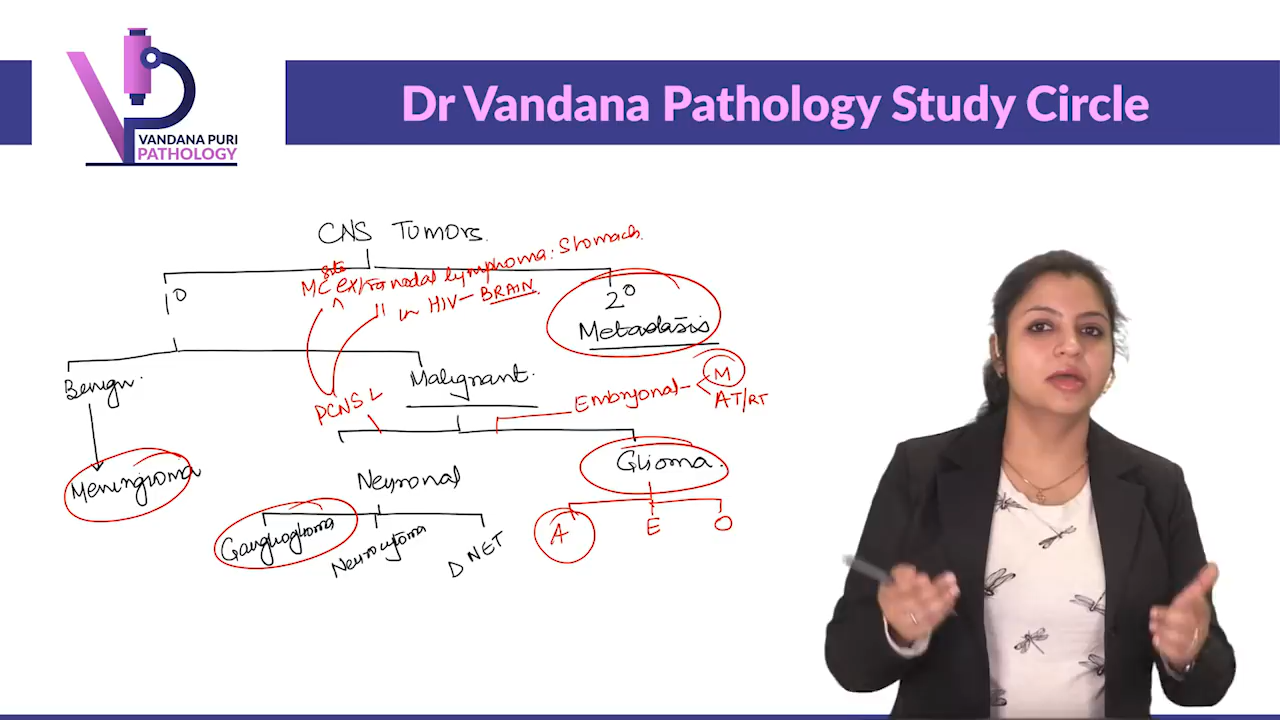 VANDANA PURI
PATHOLOGY
Dr Vandana Pathology Study Circle
CNS Tumors.
MC site extranodal lymphoma: Stomach
in HIV - BRAIN
1°
2°
Metastasis
Benign.
Malignant.
PCNSL
Embryonal - M
AT/RT
Meningioma
Neuronal
Glioma.
Ganglioglioma
Neurocytoma
DNET
A
E
O